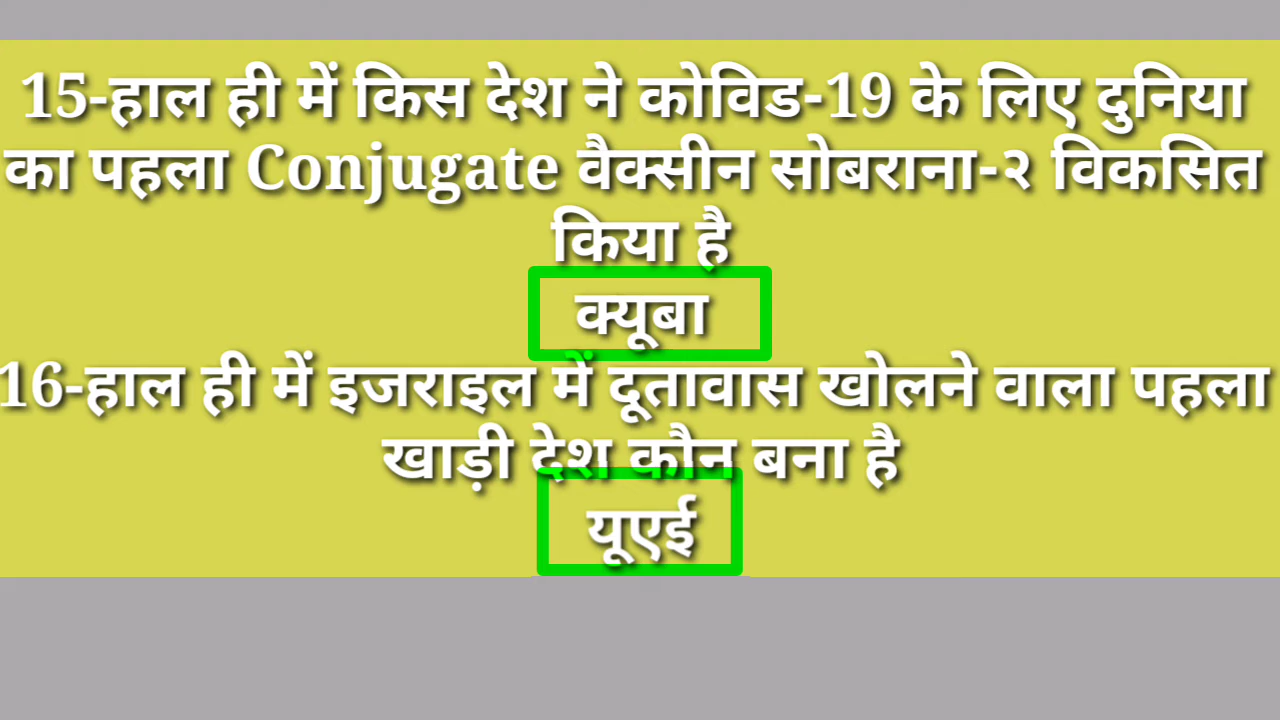 15-हाल ही में किस देश ने कोविड-19 के लिए दुनिया
का पहला Conjugate वैक्सीन सोबराना-२ विकसित
किया है
क्यूबा
16-हाल ही में इजराइल में दूतावास खोलने वाला पहला
खाड़ी देश कौन बना है
यूएई